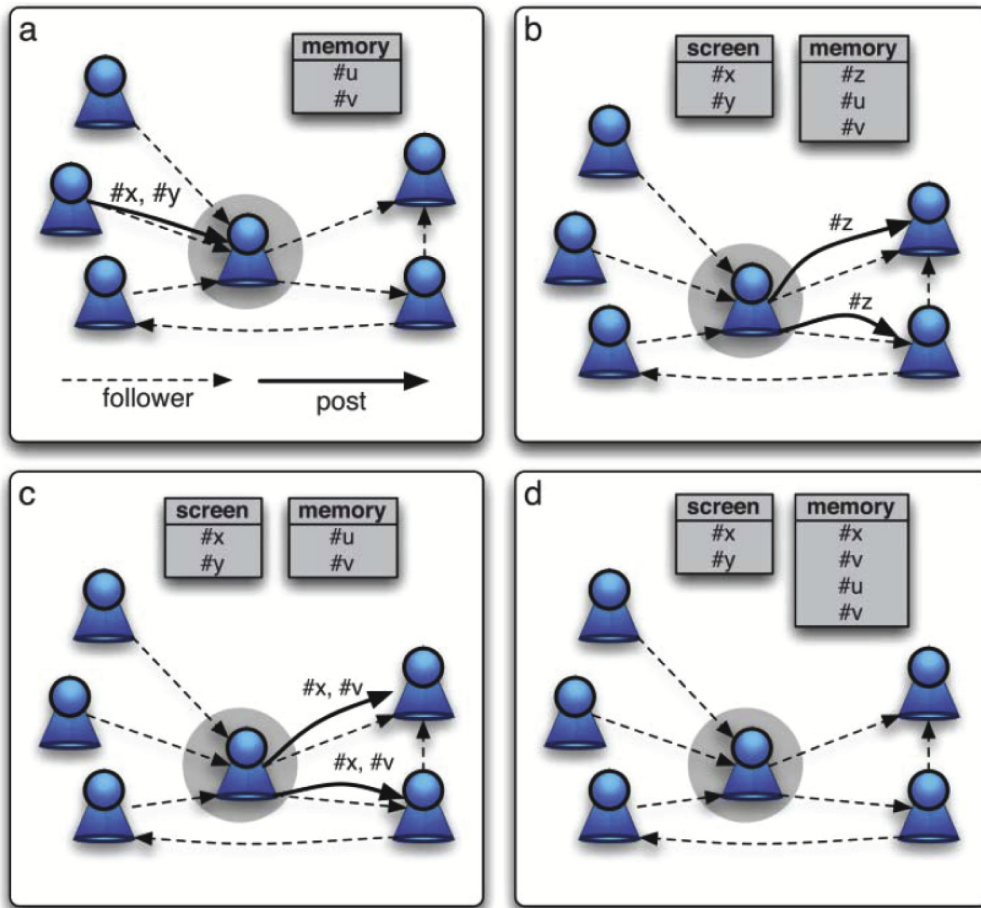 a
memory
#u
#v
#x, #y
follower
post
b
screen
#x
#y
memory
#z
#u
#v
#z
#z
c
screen
#x
#y
memory
#u
#v
#x, #v
#x, #v
d
screen
#x
#y
memory
#x
#v
#u
#v